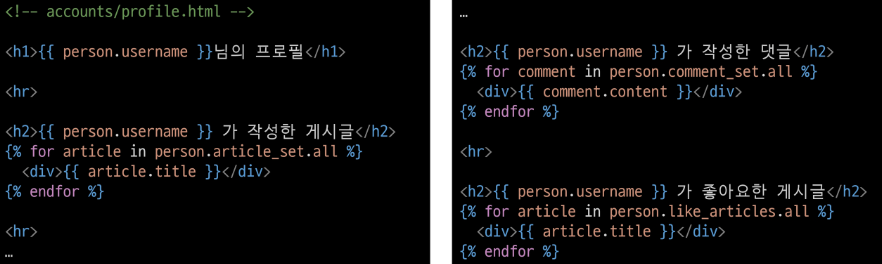 <!-- accounts/profile.html -->
<h1>{{ person.username }}님의 프로필</h1>
<hr>
<h2>{{ person.username }} 가 작성한 게시글</h2>
{% for article in person.article_set.all %}
<div>{{ article.title }}</div>
{% endfor %}
<hr>
…
…
<h2>{{ person.username }} 가 작성한 댓글</h2>
{% for comment in person.comment_set.all %}
<div>{{ comment.content }}</div>
{% endfor %}
<hr>
<h2>{{ person.username }} 가 좋아요한 게시글</h2>
{% for article in person.like_articles.all %}
<div>{{ article.title }}</div>
{% endfor %}